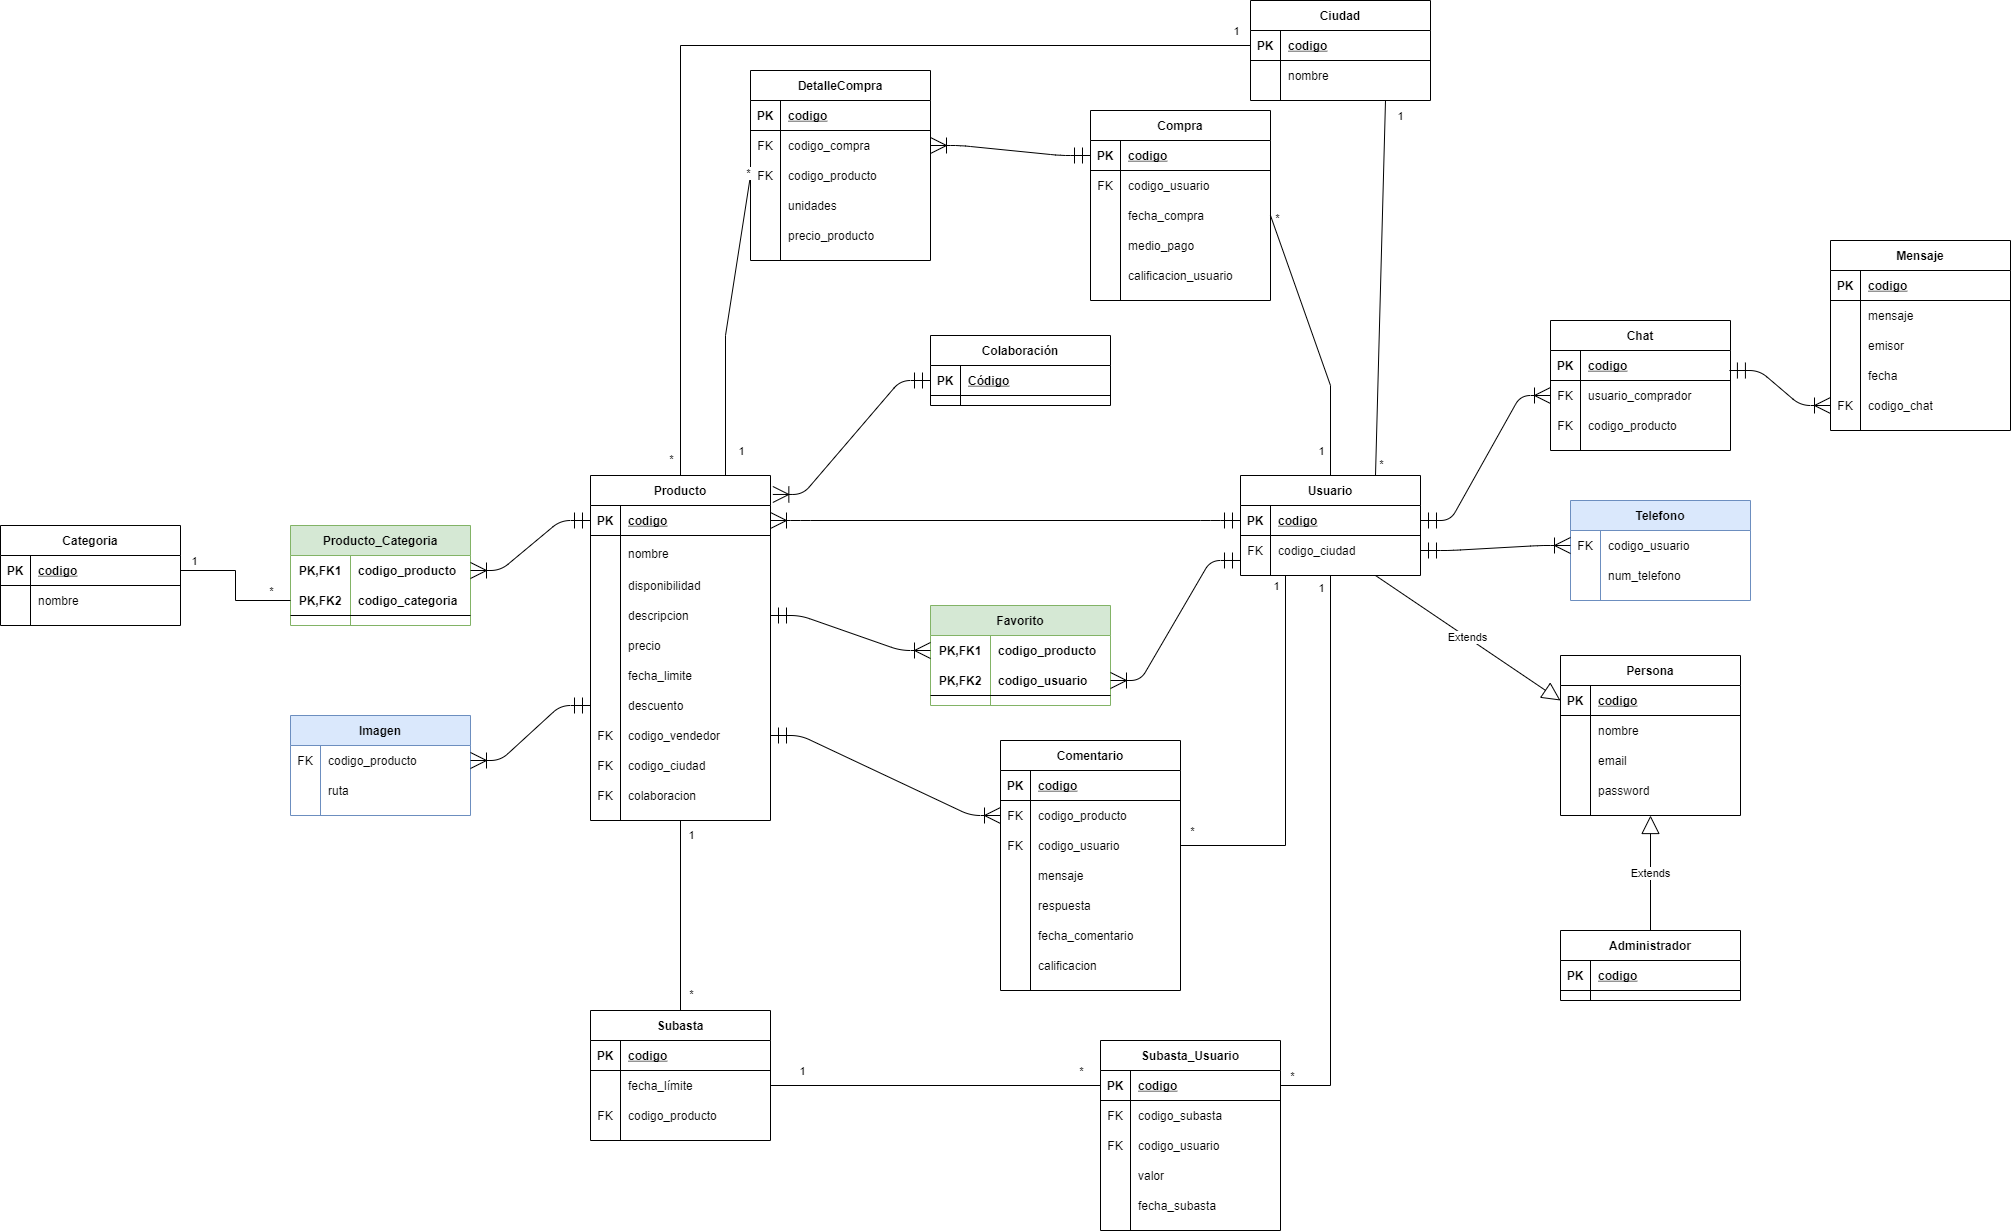 Ciudad
PK codigo
nombre
1
1
*
*
DetalleCompra
PK codigo
FK codigo_compra
* FK codigo_producto
unidades
precio_producto
1
Compra
PK codigo
FK codigo_usuario
fecha_compra
medio_pago
calificacion_usuario
*
1
Colaboración
PK Código
Mensaje
PK codigo
mensaje
emisor
fecha
FK codigo_chat
Chat
PK codigo
FK usuario_comprador
FK codigo_producto
Categoria
PK codigo
nombre
1
*
Producto_Categoria
PK,FK1 codigo_producto
PK,FK2 codigo_categoria
Imagen
FK codigo_producto
ruta
Producto
PK codigo
nombre
disponibilidad
descripcion
precio
fecha_limite
descuento
FK codigo_vendedor
FK codigo_ciudad
FK colaboracion
1
*
Usuario
PK codigo
FK codigo_ciudad
1
1
Telefono
FK codigo_usuario
num_telefono
Favorito
PK,FK1 codigo_producto
PK,FK2 codigo_usuario
Extends
Persona
PK codigo
nombre
email
password
Comentario
PK codigo
FK codigo_producto
FK codigo_usuario
mensaje
respuesta
fecha_comentario
calificacion
*
Extends
Administrador
PK codigo
Subasta
PK codigo
fecha_límite
FK codigo_producto
1
*
Subasta_Usuario
PK codigo
FK codigo_subasta
FK codigo_usuario
valor
fecha_subasta
*